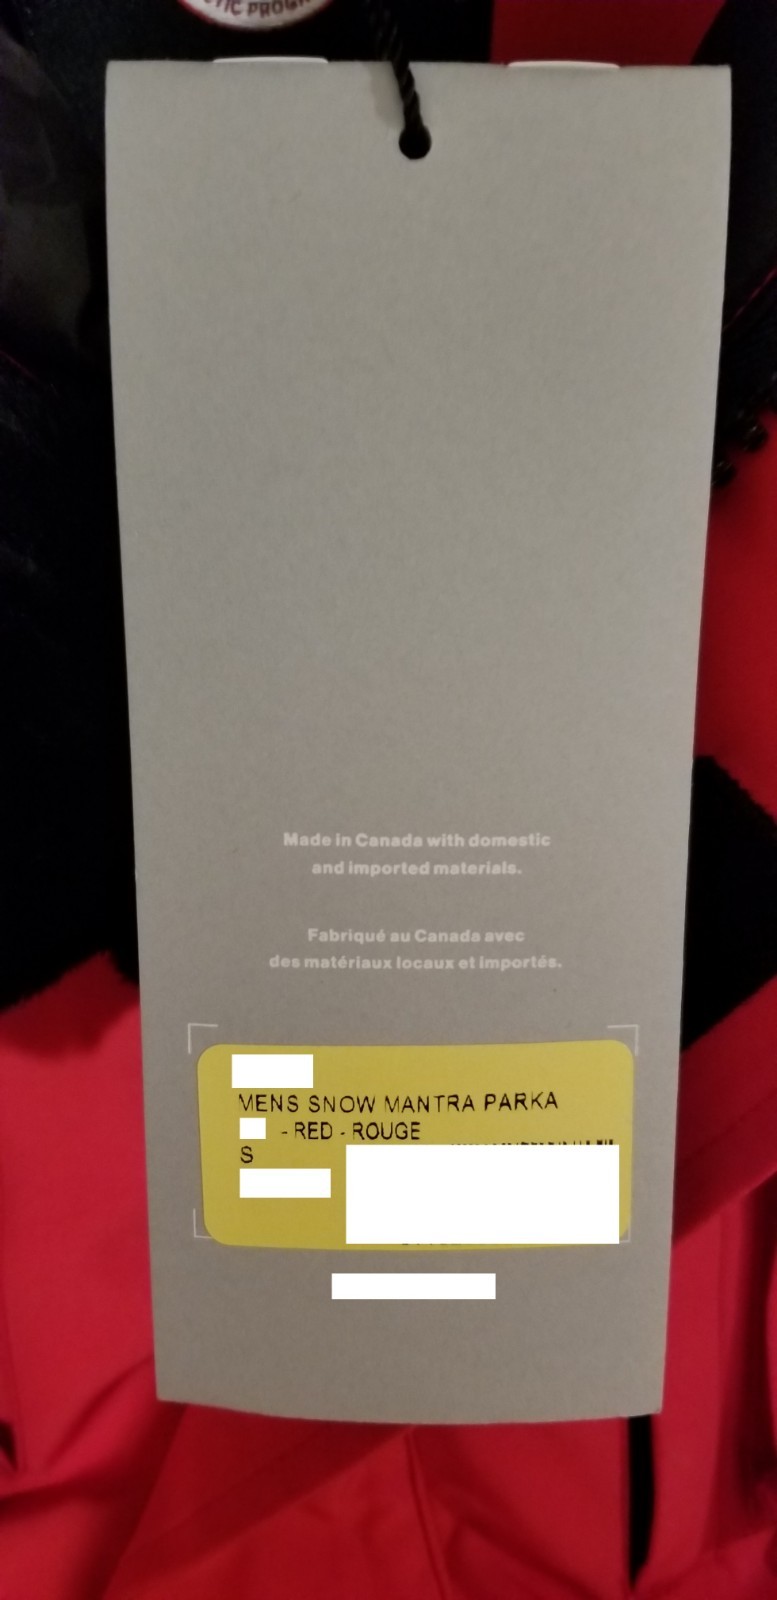 PROGR
Made in Canada with domestic
and imported materials.
Fabriqué au Canada avec
des matériaux locaux et importés.
MENS SNOW MANTRA PARKA
- RED - ROUGE
S